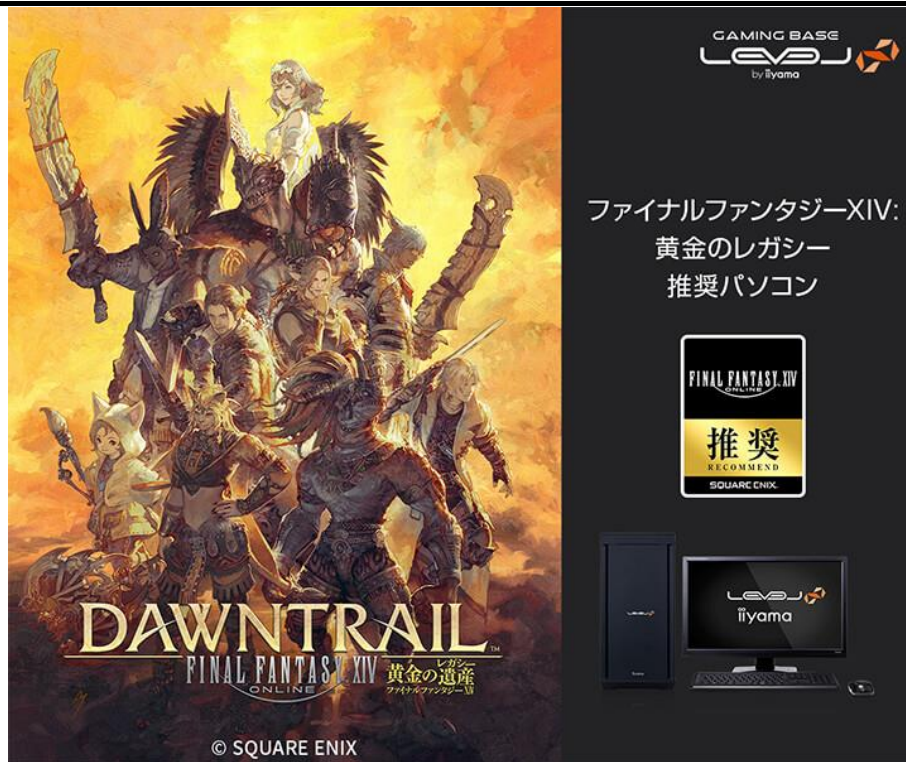 DAWNTRAIL™
FINAL FANTASY XIV
ONLINE
レガシー
黄金の遺産
ファイナルファンタジーXIV
© SQUARE ENIX
GAMING BASE
LEVEL∞
by iiyama
ファイナルファンタジーXIV:
黄金のレガシー
推奨パソコン
FINAL FANTASY XIV
ONLINE
推奨
RECOMMEND
SQUARE ENIX.
LEVEL∞
LEVEL∞
iiyama